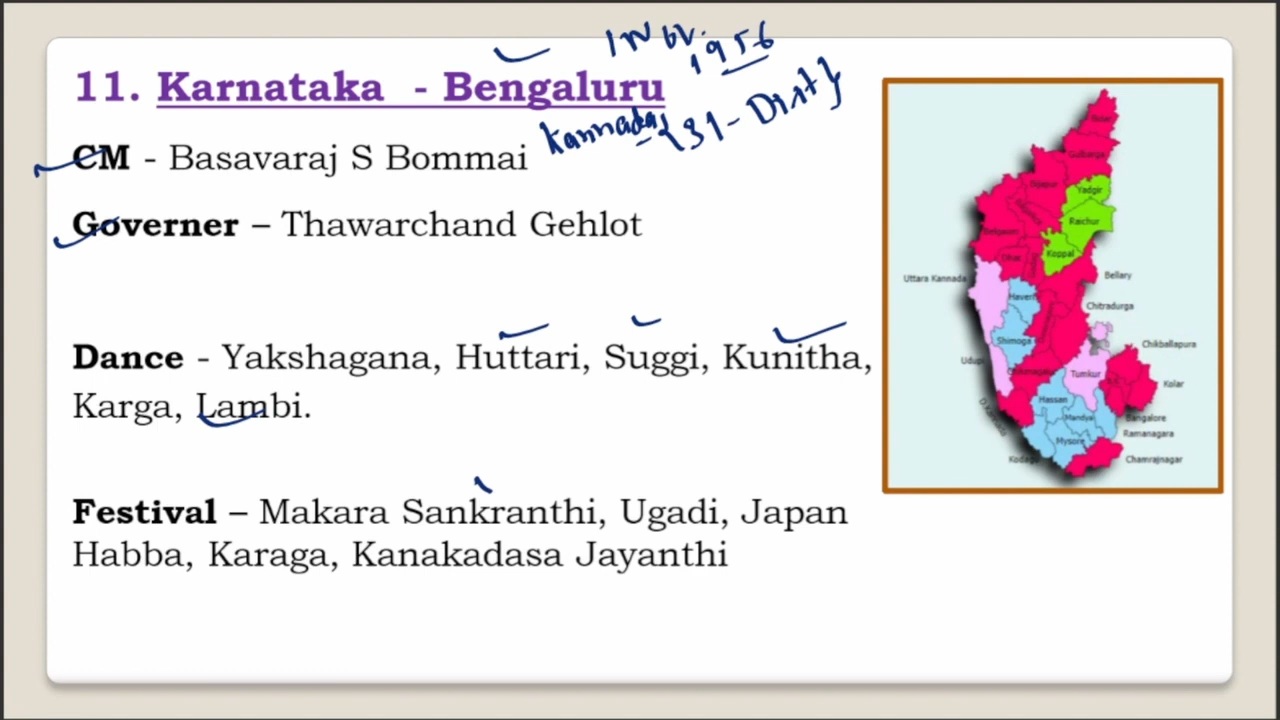 1 Nov.
1956
11. Karnataka - Bengaluru
Kannada {31 - Dist}
CM - Basavaraj S Bommai
Governer – Thawarchand Gehlot
Dance - Yakshagana, Huttari, Suggi, Kunitha,
Karga, Lambi.
Festival – Makara Sankranthi, Ugadi, Japan
Habba, Karaga, Kanakadasa Jayanthi
Bidar
Gulbarga
Bijapur
Yadgir
Raichur
Belgaum
Koppal
Uttara Kannada
Bellary
Haveri
Chitradurga
Shimoga
Chikballapura
Udupi
Tumkur
Kolar
Hassan
Mandya
Bangalore
Ramanagara
Mysore
Kodagu
Chamrajnagar